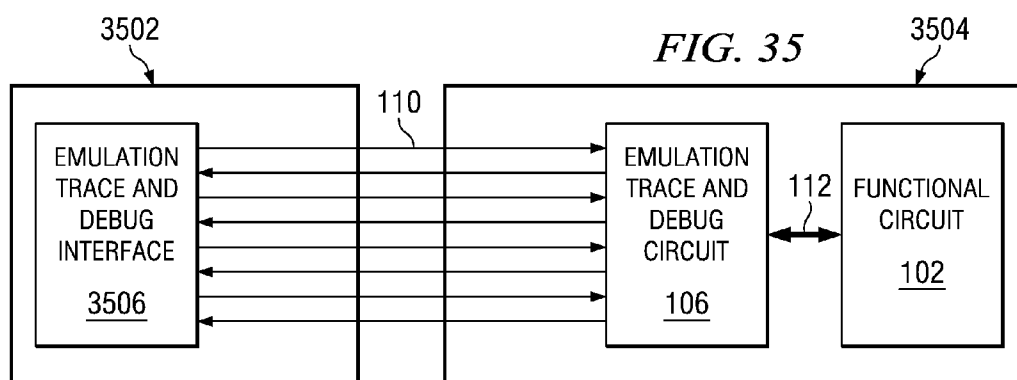 3502
FIG. 35
3504
110
EMULATION
TRACE AND
DEBUG
INTERFACE
3506
EMULATION
TRACE AND
DEBUG
CIRCUIT
106
112
FUNCTIONAL
CIRCUIT
102